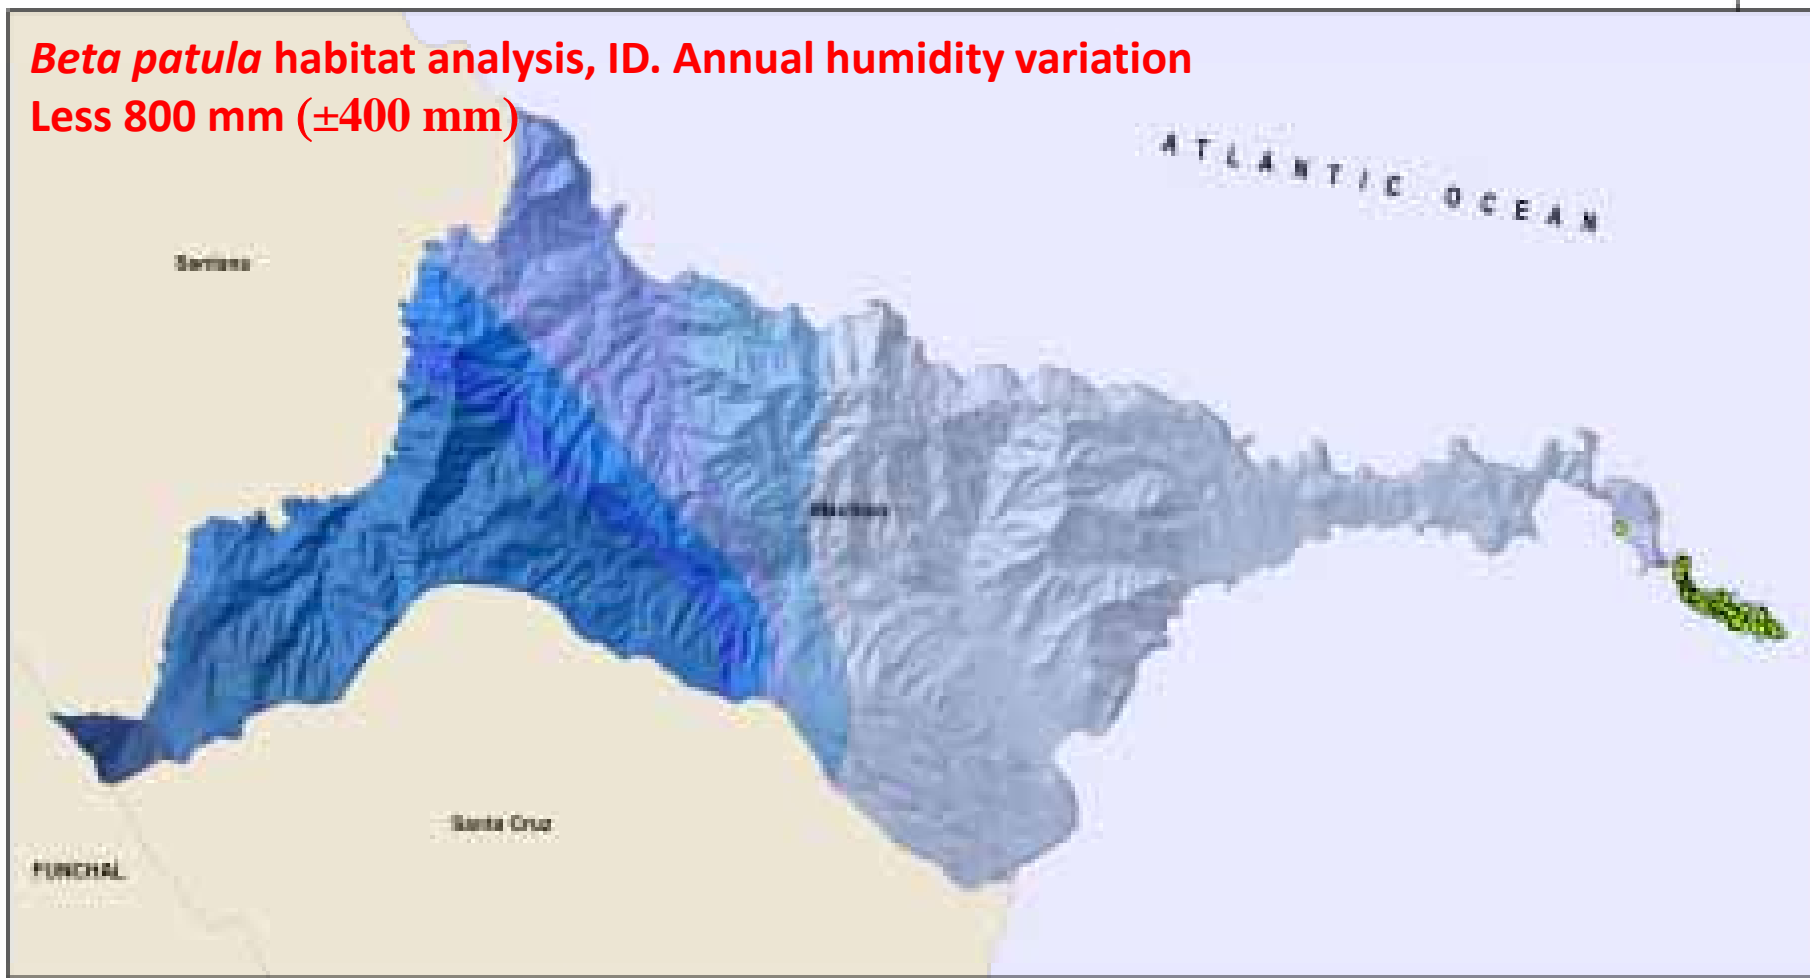 Beta patula habitat analysis, ID. Annual humidity variation
Less 800 mm (±400 mm)
ATLANTIC OCEAN
Santana
Santa Cruz
FUNCHAL